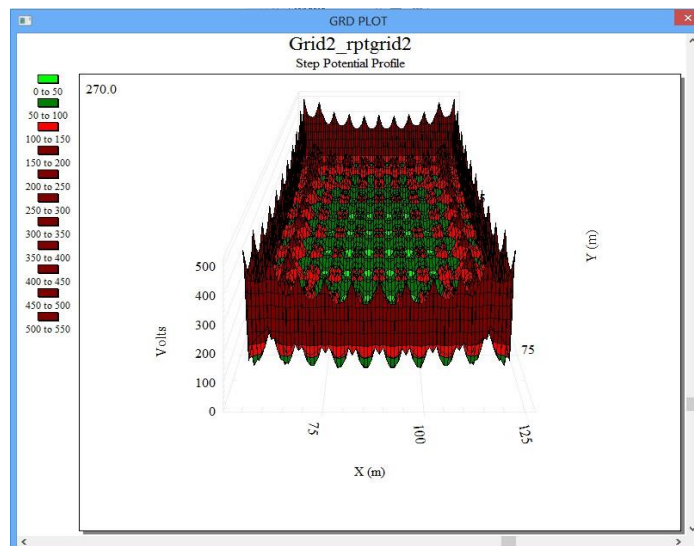 GRD PLOT
Grid2_rptgrid2
Step Potential Profile
270.0
0 to 50
50 to 100
100 to 150
150 to 200
200 to 250
250 to 300
300 to 350
350 to 400
400 to 450
450 to 500
500 to 550
500
400
300
200
100
0
Volts
75
100
125
X (m)
75
Y (m)